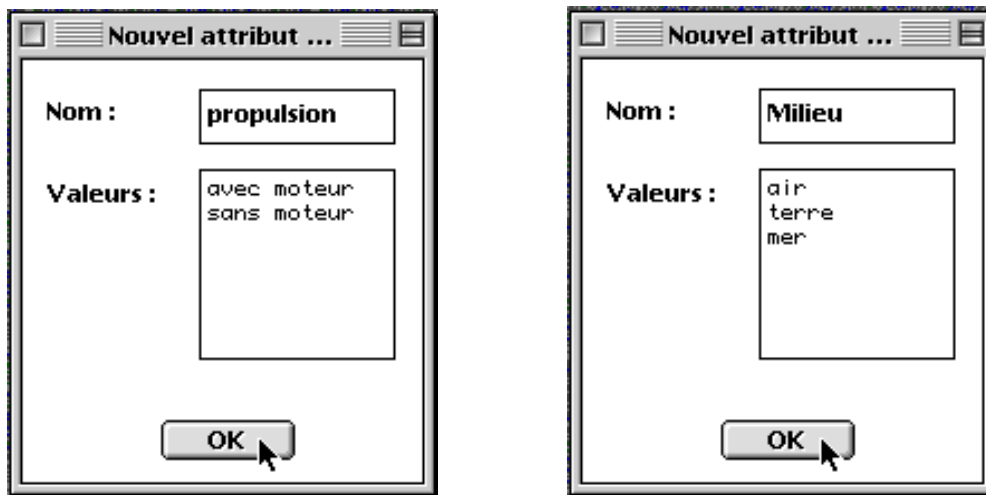 Nouvel attribut ...
Nom :
propulsion
Valeurs :
avec moteur
sans moteur
OK
Nouvel attribut ...
Nom :
Milieu
Valeurs :
air
terre
mer
OK